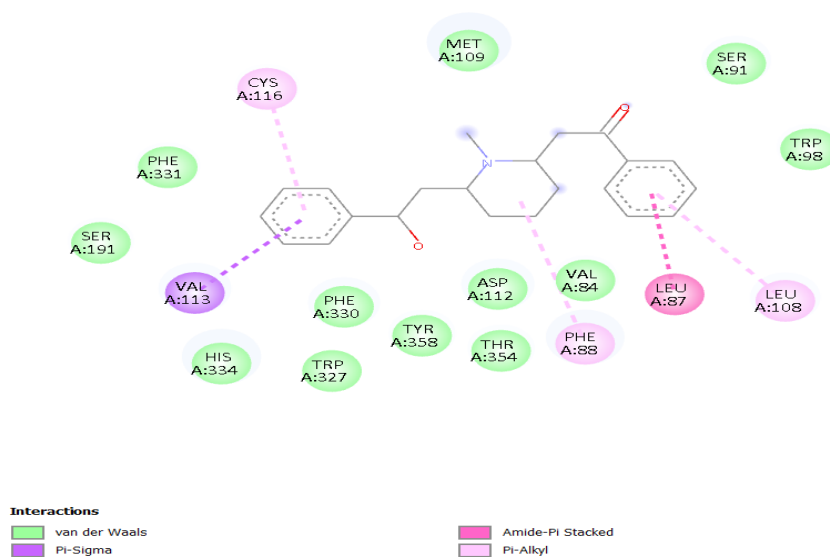 MET
A:109
SER
A:91
CYS
A:116
O
TRP
A:98
PHE
A:331
N
SER
A:191
O
VAL
A:113
PHE
A:330
ASP
A:112
VAL
A:84
LEU
A:87
LEU
A:108
HIS
A:334
TRP
A:327
TYR
A:358
THR
A:354
PHE
A:88
Interactions
van der Waals
Pi-Sigma
Amide-Pi Stacked
Pi-Alkyl